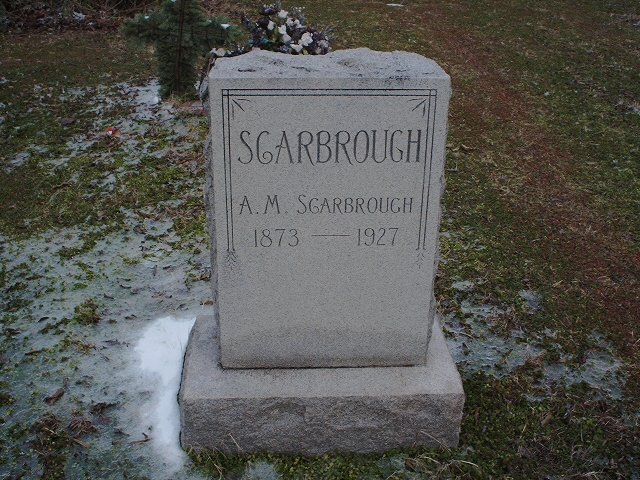 SCARBROUGH
A. M. SCARBROUGH
1873 — 1927